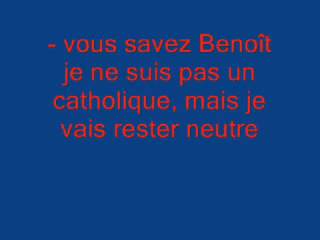 - vous savez Benoît
je ne suis pas un
catholique, mais je
vais rester neutre